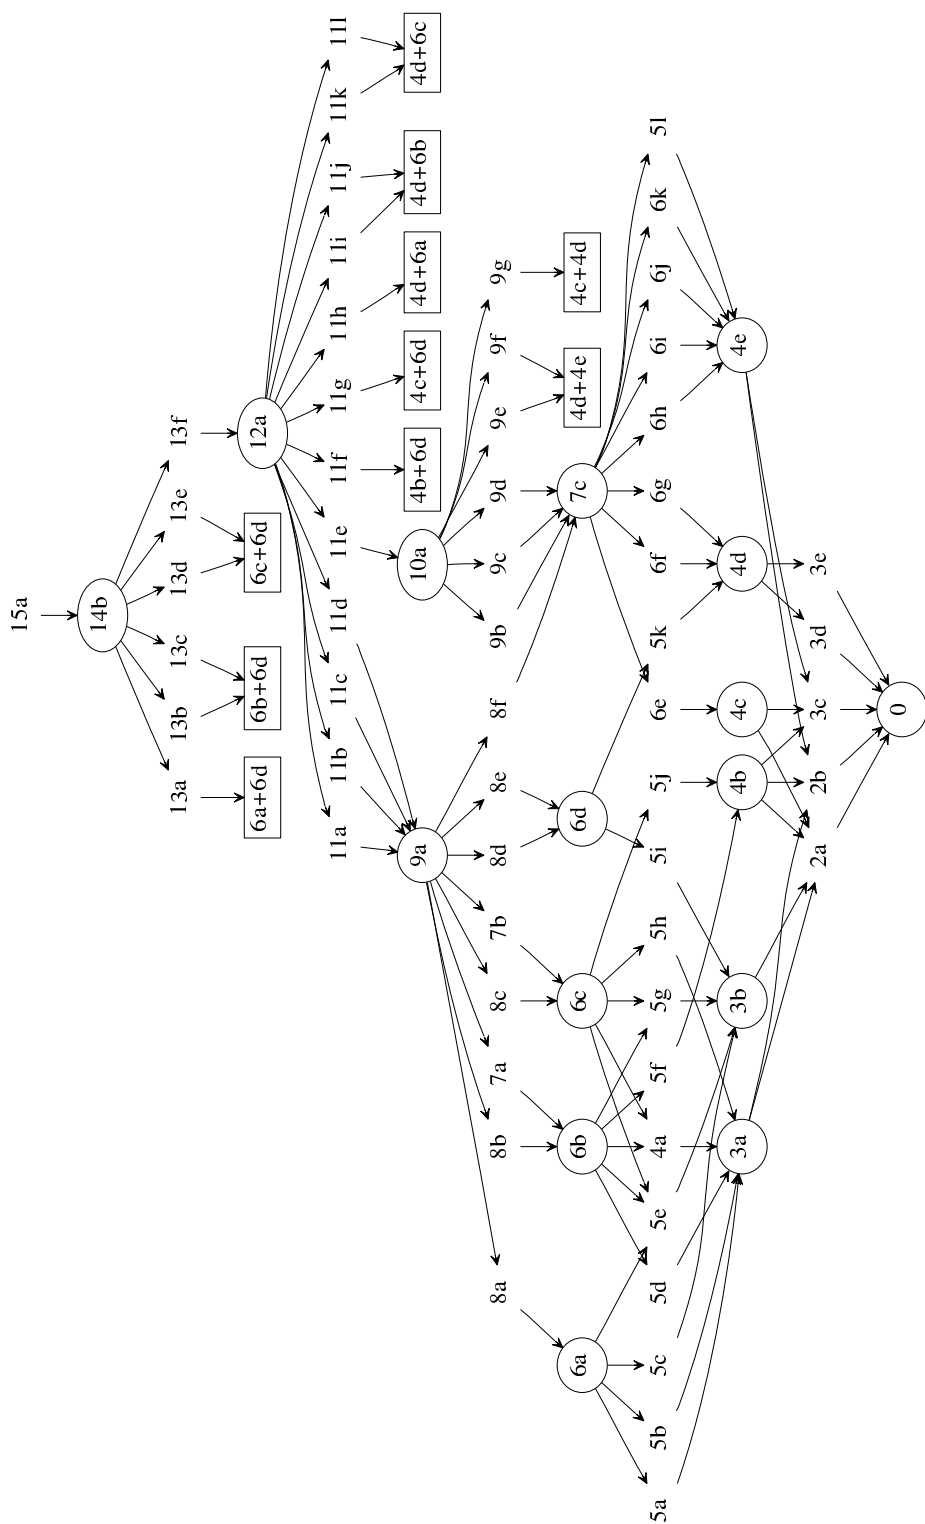 15a
14b
13a 13b 13c 13d 13e 13f
6a+6d 6b+6d 6c+6d 12a
11a 11b 11c 11d 11e 11f 11g 11h 11i 11j 11k 11l
9a 10a 4b+6d 4c+6d 4d+6a 4d+6b 4d+6c
8a 8b 7a 8c 7b 8d 8e 8f 9b 9c 9d 9e 9f 9g
6a 6b 6c 6d 7c 4d+4e 4c+4d
5a 5b 5c 5d 5e 4a 5f 5g 5h 5i 5j 6e 5k 6f 6g 6h 6i 6j 6k 5l
3a 3b 4b 4c 4d 4e
2a 2b 3c 3d 3e
0